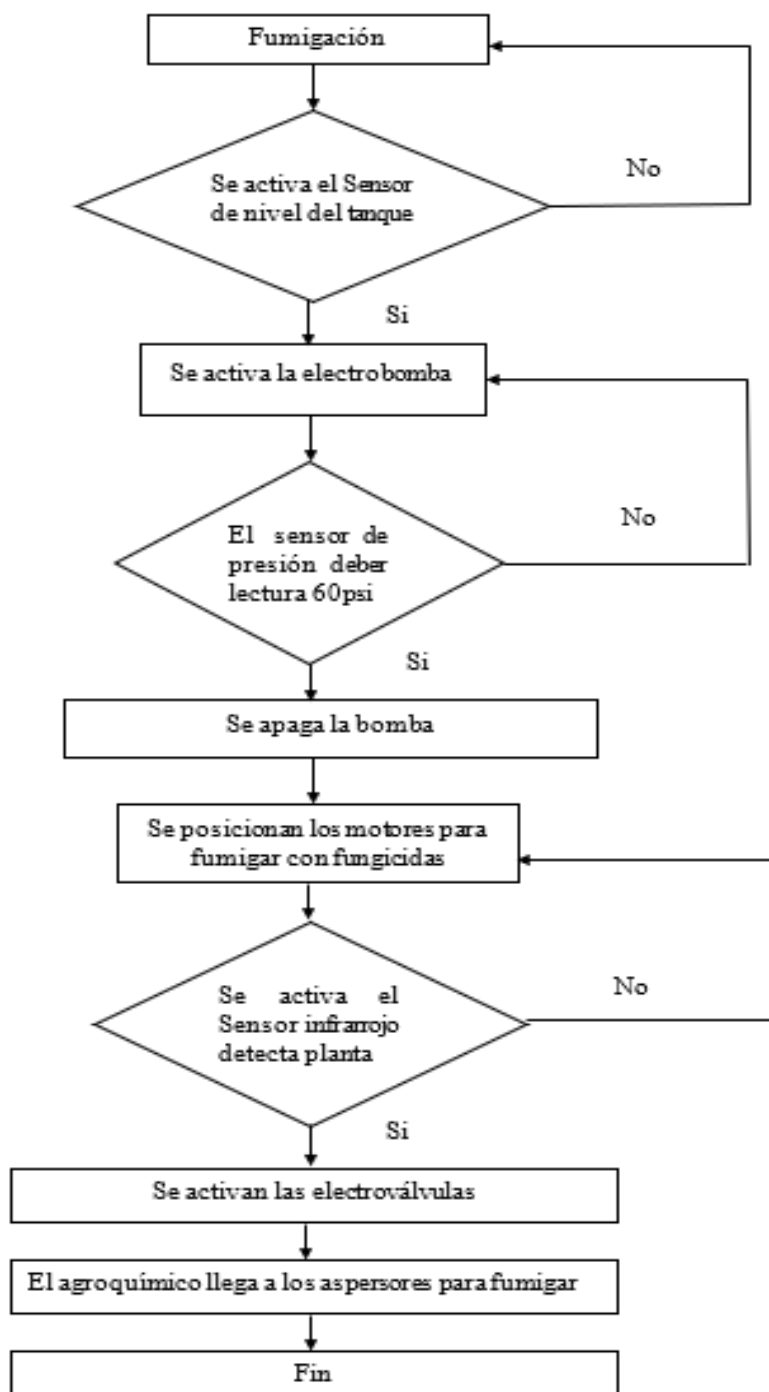 Fumigación
Se activa el Sensor
de nivel del tanque
No
Si
Se activa la electrobomba
El sensor de
presión deber
lectura 60psi
No
Si
Se apaga la bomba
Se posicionan los motores para
fumigar con fungicidas
Se activa el
Sensor infrarrojo
detecta planta
No
Si
Se activan las electroválvulas
El agroquímico llega a los aspersores para fumigar
Fin